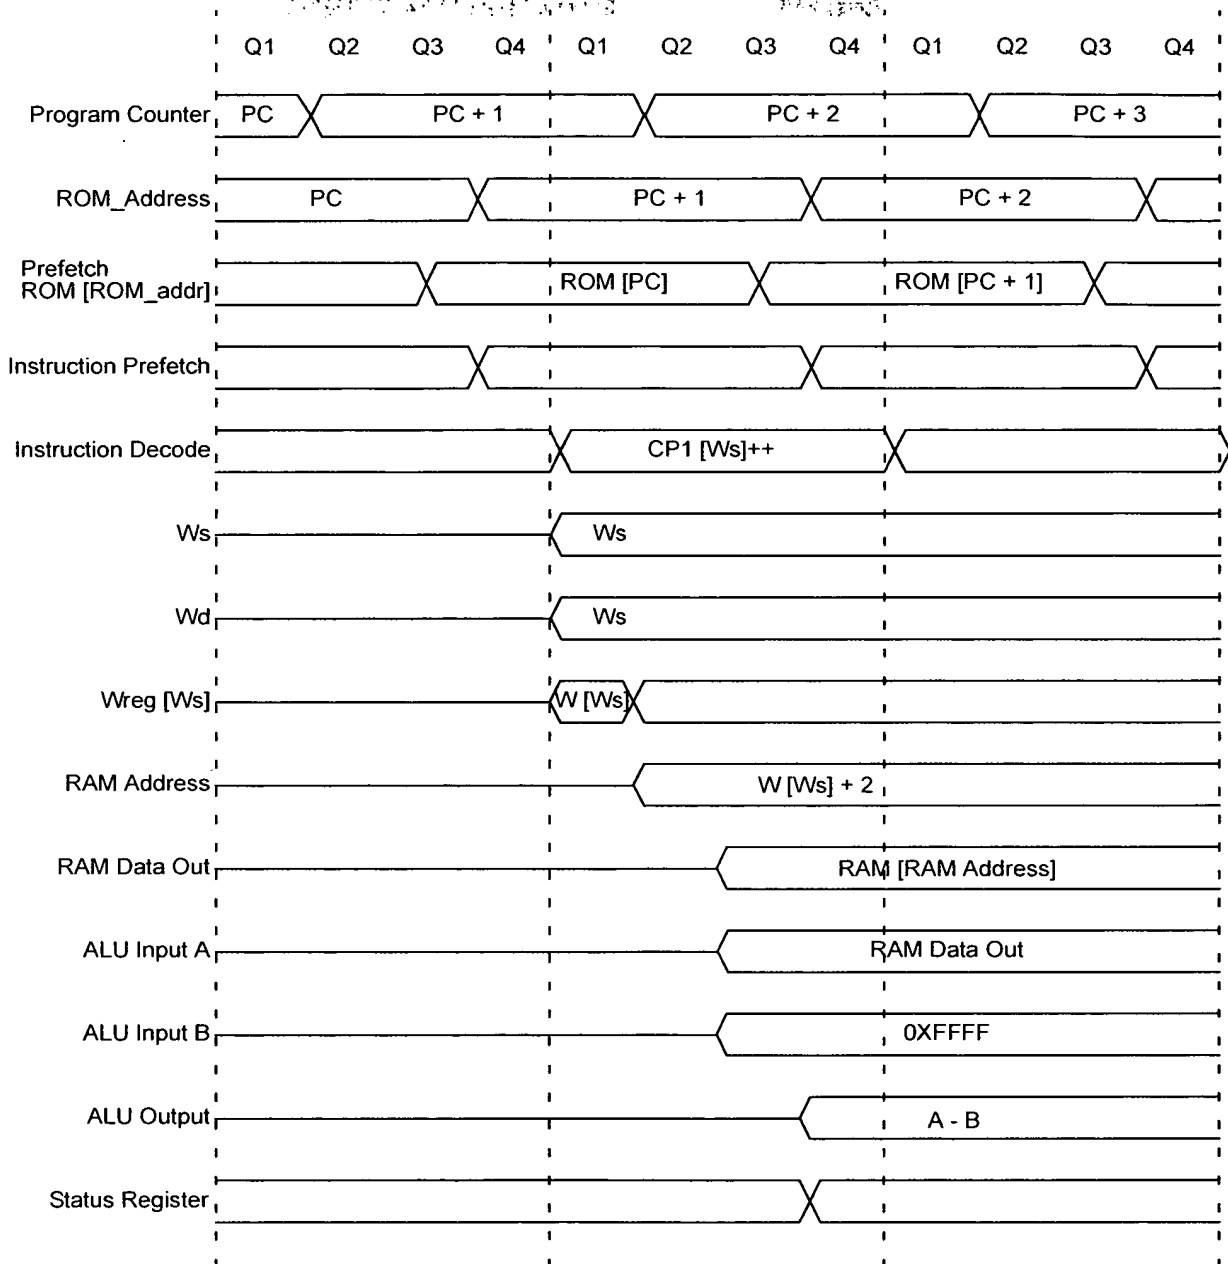 Q1 Q2 Q3 Q4 Q1 Q2 Q3 Q4 Q1 Q2 Q3 Q4
Program Counter PC PC + 1 PC + 2 PC + 3
ROM_Address PC PC + 1 PC + 2
Prefetch
ROM [ROM_addr] ROM [PC] ROM [PC + 1]
Instruction Prefetch
Instruction Decode CP1 [Ws]++
Ws Ws
Wd Ws
Wreg [Ws] W [Ws]
RAM Address W [Ws] + 2
RAM Data Out RAM [RAM Address]
ALU Input A RAM Data Out
ALU Input B 0XFFFF
ALU Output A - B
Status Register